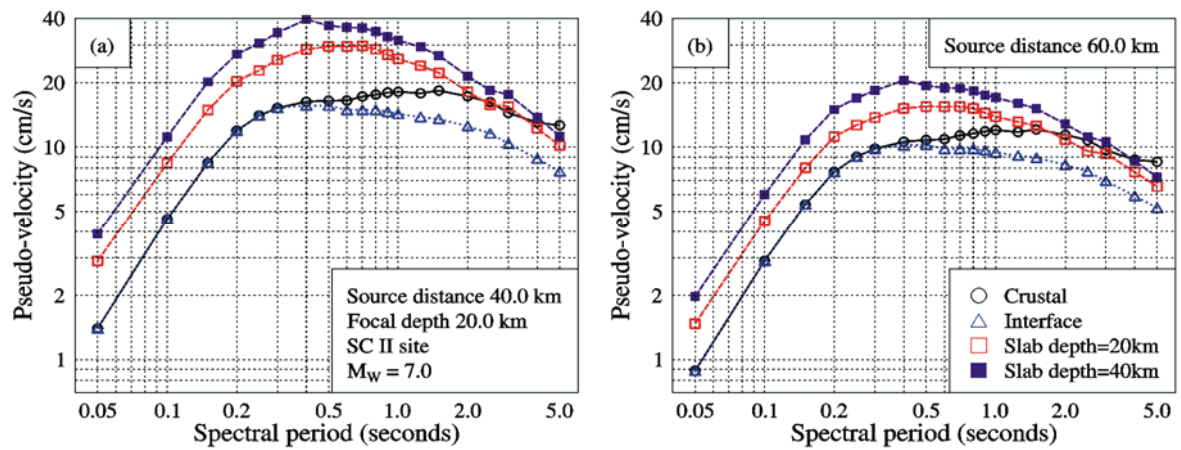 40
20
10
5
2
1
Pseudo-velocity (cm/s)
(a)
Source distance 40.0 km
Focal depth 20.0 km
SC II site
M_W = 7.0
0.05 0.1 0.2 0.5 1.0 2.0 5.0
Spectral period (seconds)
40
20
10
5
2
1
Pseudo-velocity (cm/s)
(b)
Source distance 60.0 km
Crustal
Interface
Slab depth=20km
Slab depth=40km
0.05 0.1 0.2 0.5 1.0 2.0 5.0
Spectral period (seconds)